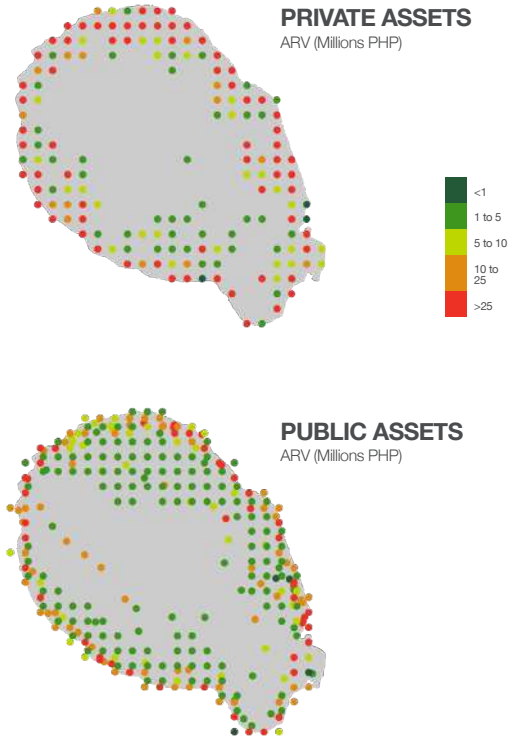 PRIVATE ASSETS
ARV (Millions PHP)
<1
1 to 5
5 to 10
10 to
25
>25
PUBLIC ASSETS
ARV (Millions PHP)